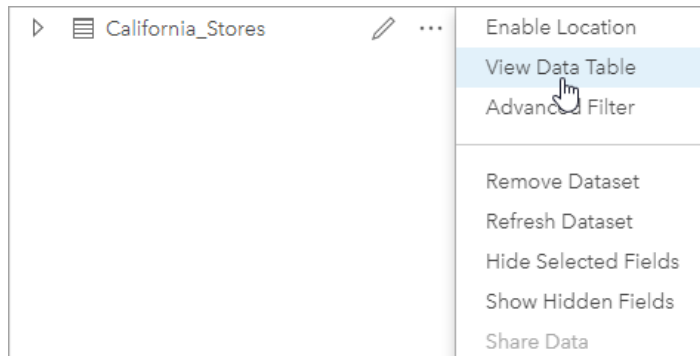 California_Stores
Enable Location
View Data Table
Advanced Filter
Remove Dataset
Refresh Dataset
Hide Selected Fields
Show Hidden Fields
Share Data